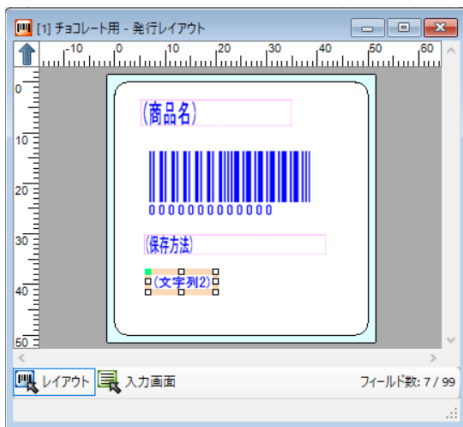 [1] チョコレート用 - 発行レイアウト
-10 0 10 20 30 40 50 60
0
10
20
30
40
50
(商品名)
0000000000000
(保存方法)
(文字列2)
レイアウト 入力画面 フィールド数: 7 / 99